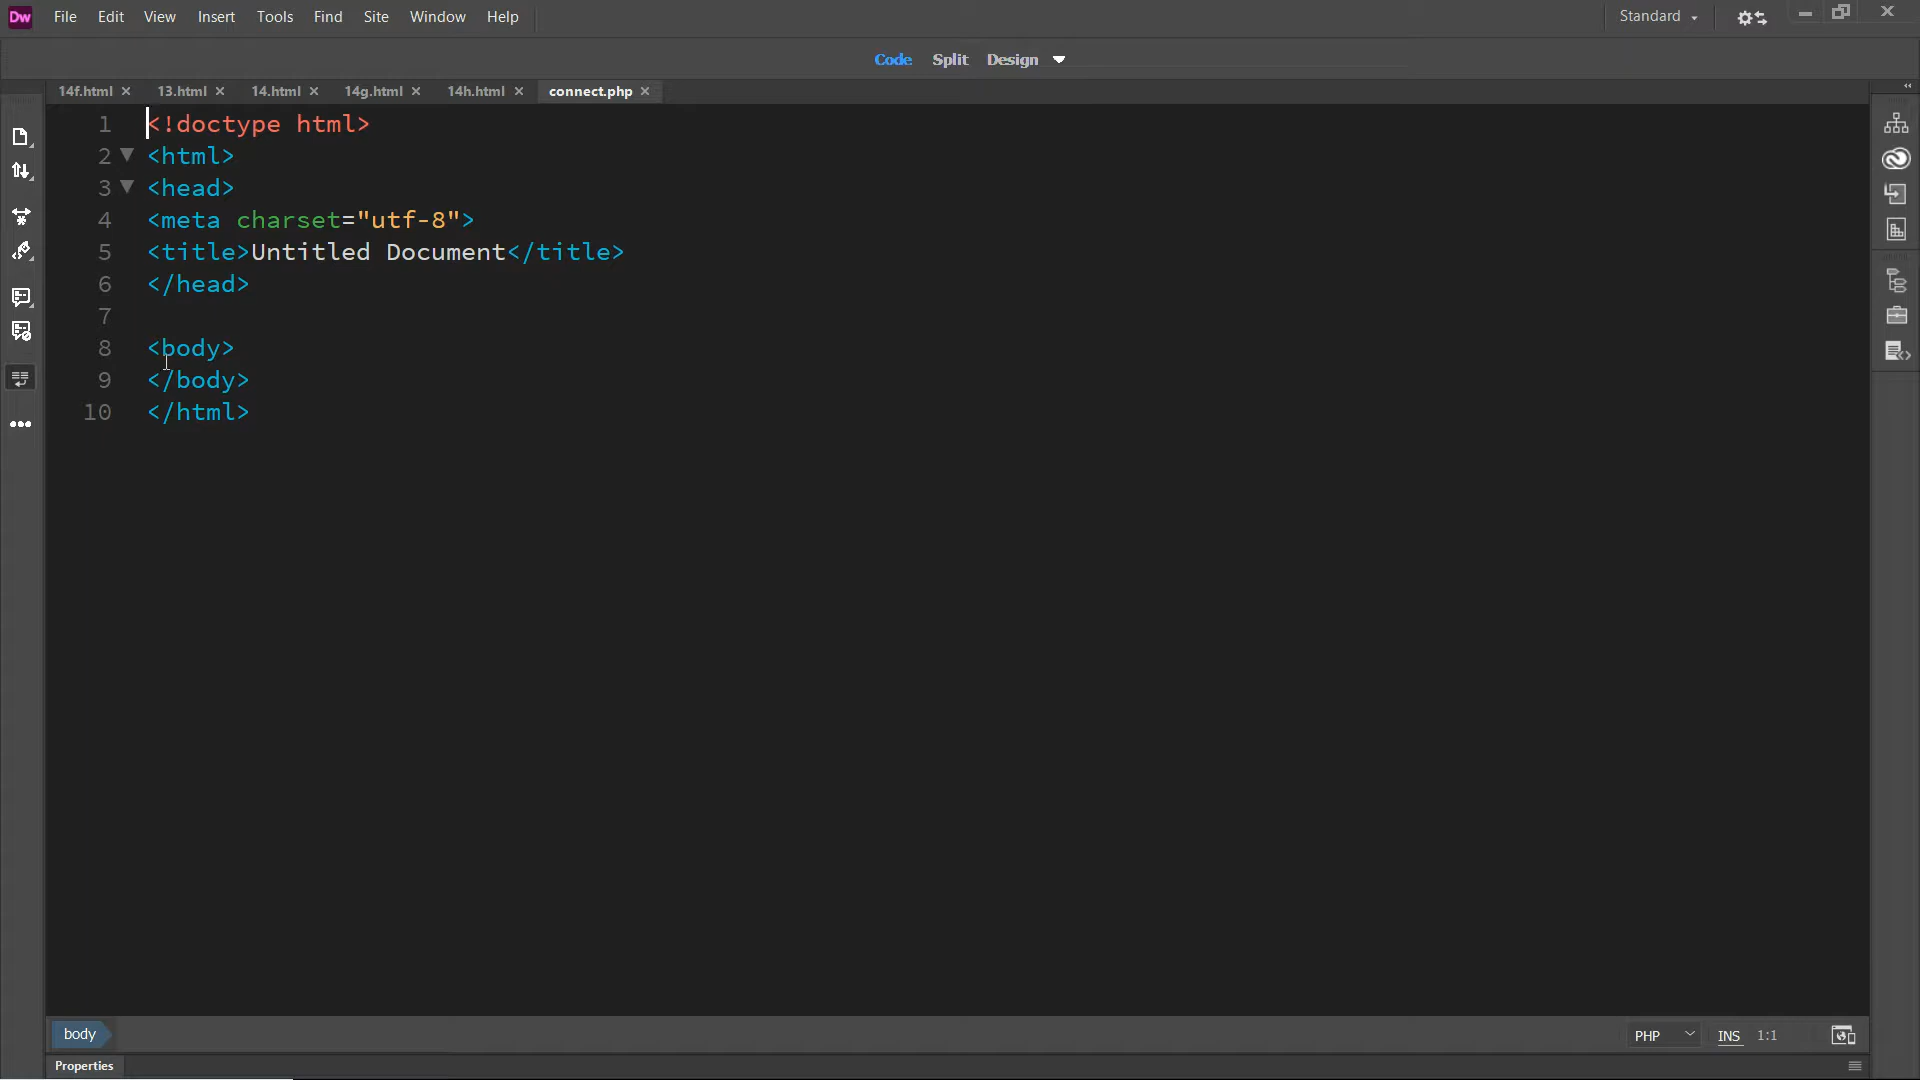 Dw File Edit View Insert Tools Find Site Window Help Standard
Code Split Design
14f.html 13.html 14.html 14g.html 14h.html connect.php
1 <!doctype html>
2 <html>
3 <head>
4 <meta charset="utf-8">
5 <title>Untitled Document</title>
6 </head>
7
8 <body>
9 </body>
10 </html>
body PHP INS 1:1
Properties